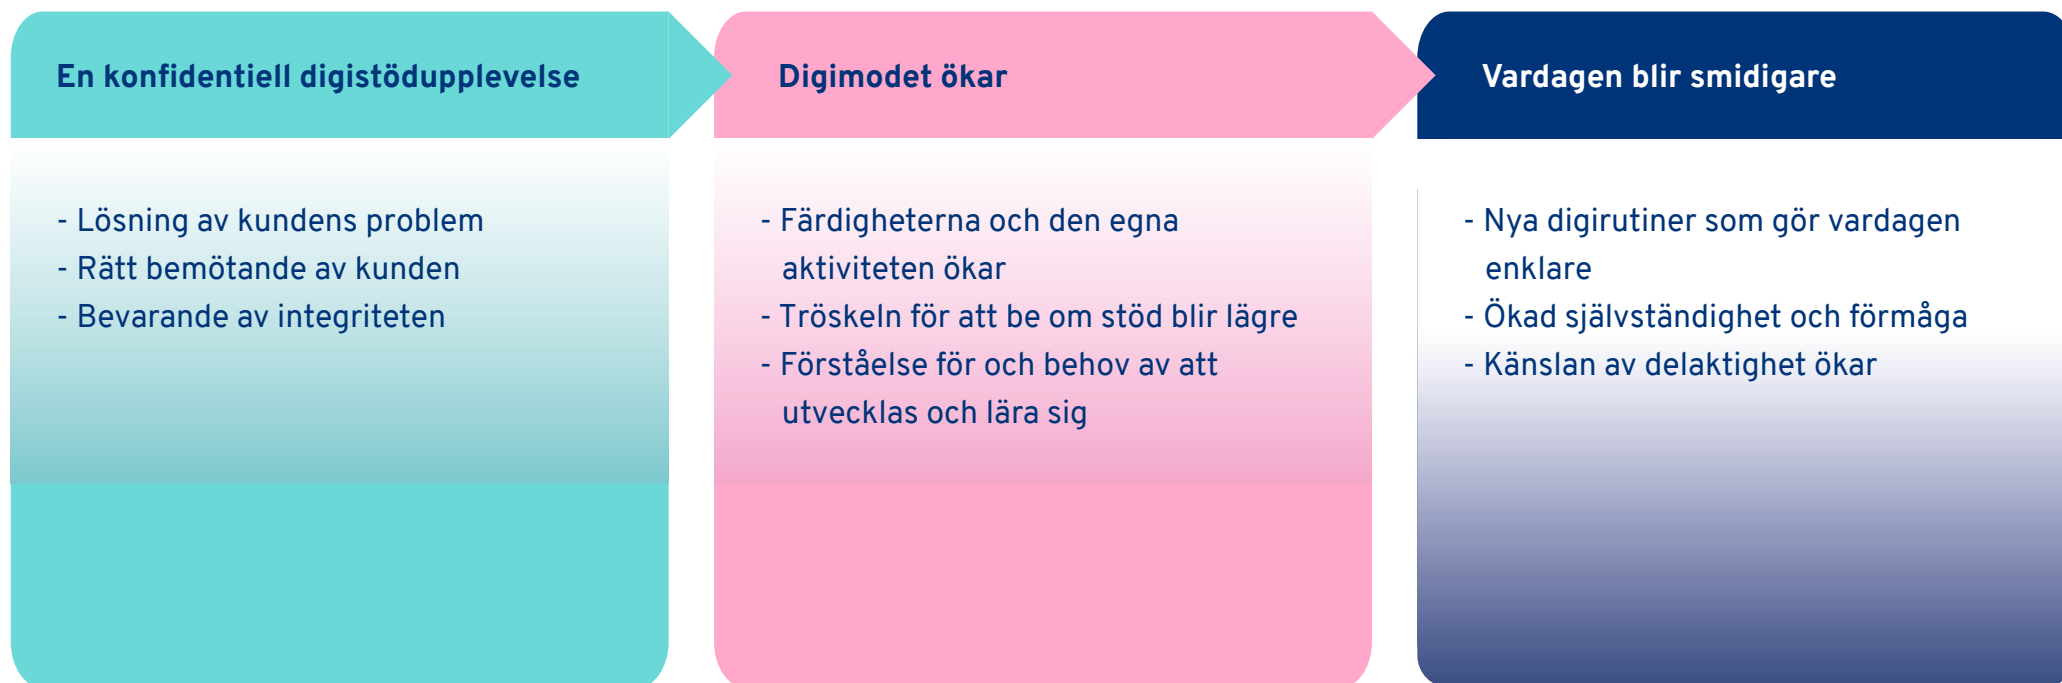 En konfidentiell digistödupplevelse
- Lösning av kundens problem
- Rätt bemötande av kunden
- Bevarande av integriteten
Digimodet ökar
- Färdigheterna och den egna
aktiviteten ökar
- Tröskeln för att be om stöd blir lägre
- Förståelse för och behov av att
utvecklas och lära sig
Vardagen blir smidigare
- Nya digirutiner som gör vardagen
enklare
- Ökad självständighet och förmåga
- Känslan av delaktighet ökar